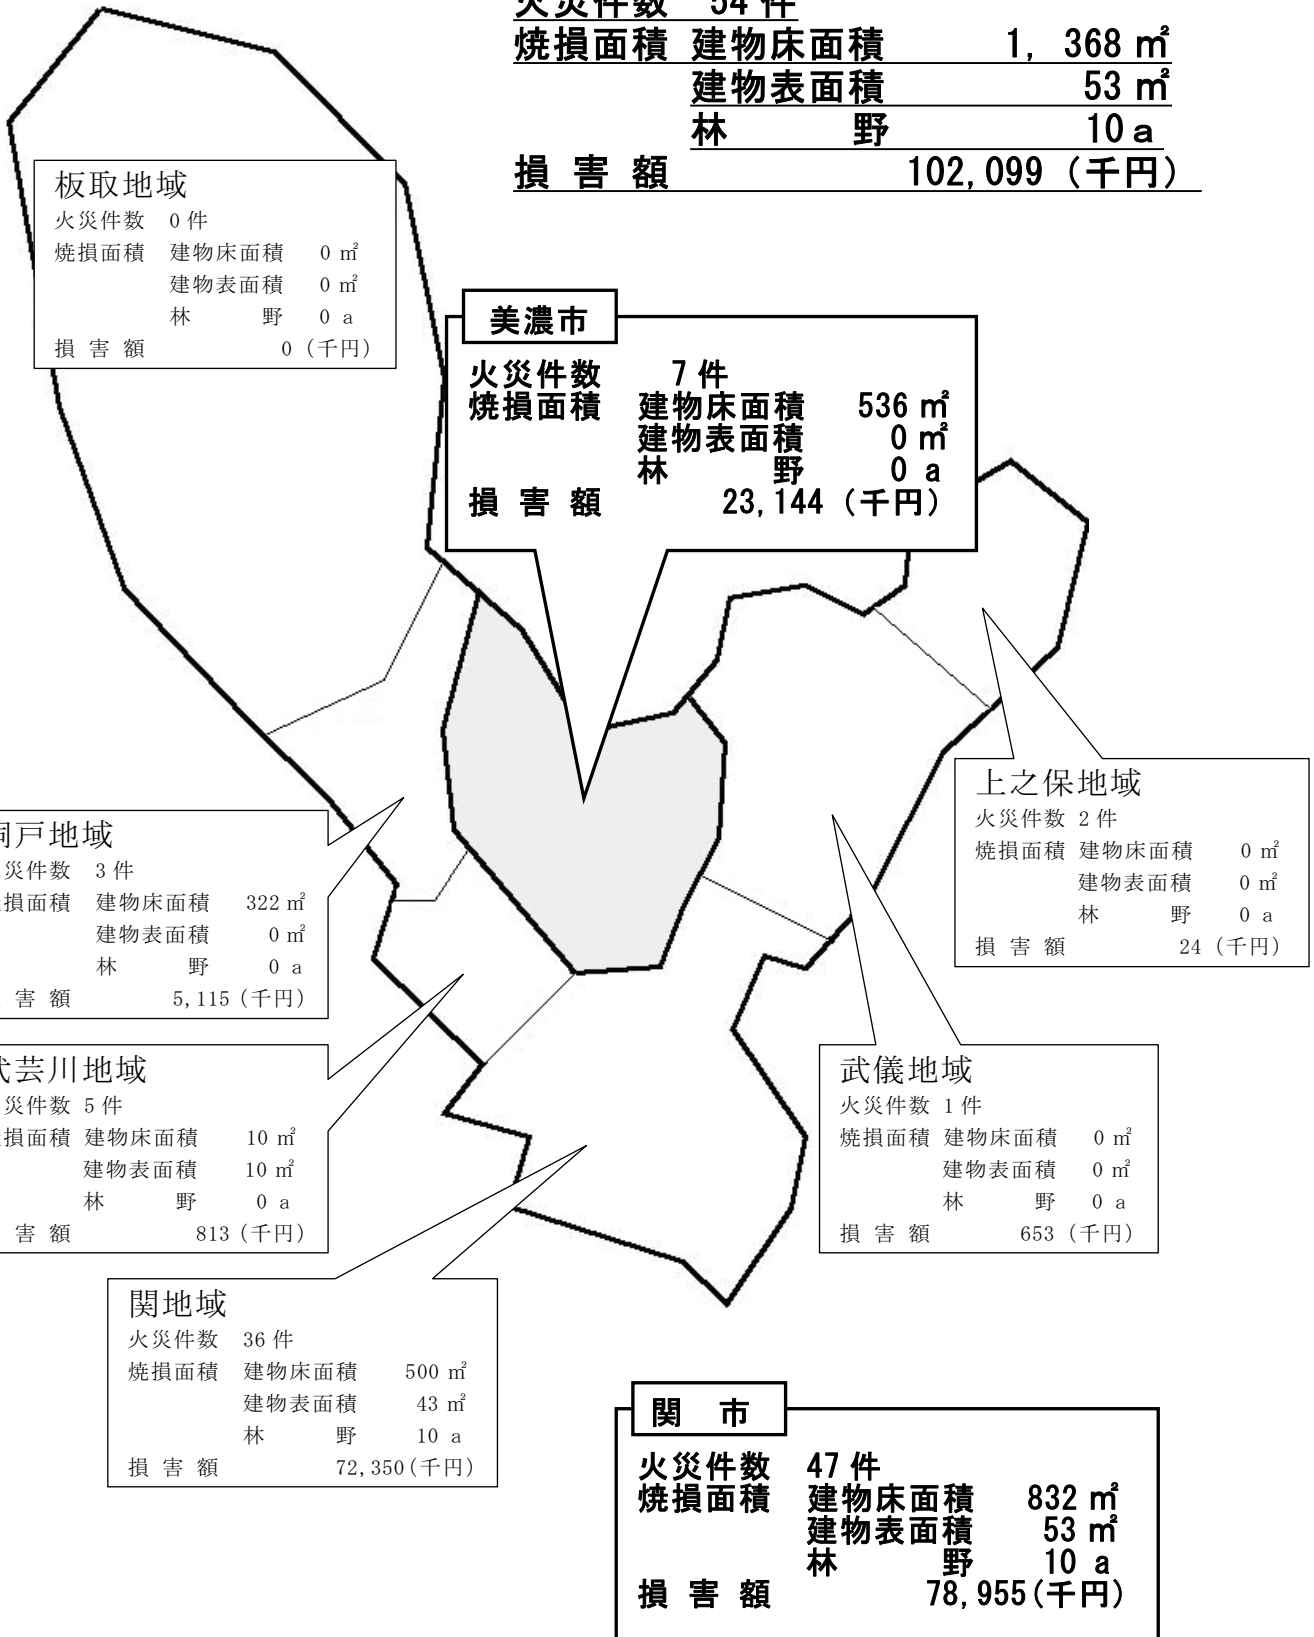 火災件数 54件
焼損面積 建物床面積 1,368㎡
建物表面積 53㎡
林野 10a
損害額 102,099(千円)
板取地域
火災件数 0件
焼損面積 建物床面積 0㎡
建物表面積 0㎡
林野 0a
損害額 0(千円)
美濃市
火災件数 7件
焼損面積 建物床面積 536㎡
建物表面積 0㎡
林野 0a
損害額 23,144(千円)
上之保地域
火災件数 2件
焼損面積 建物床面積 0㎡
建物表面積 0㎡
林野 0a
損害額 24(千円)
戸地域
災件数 3件
損面積 建物床面積 322㎡
建物表面積 0㎡
林野 0a
害額 5,115(千円)
芸川地域
災件数 5件
損面積 建物床面積 10㎡
建物表面積 10㎡
林野 0a
害額 813(千円)
武儀地域
火災件数 1件
焼損面積 建物床面積 0㎡
建物表面積 0㎡
林野 0a
損害額 653(千円)
関地域
火災件数 36件
焼損面積 建物床面積 500㎡
建物表面積 43㎡
林野 10a
損害額 72,350(千円)
関市
火災件数 47件
焼損面積 建物床面積 832㎡
建物表面積 53㎡
林野 10a
損害額 78,955(千円)